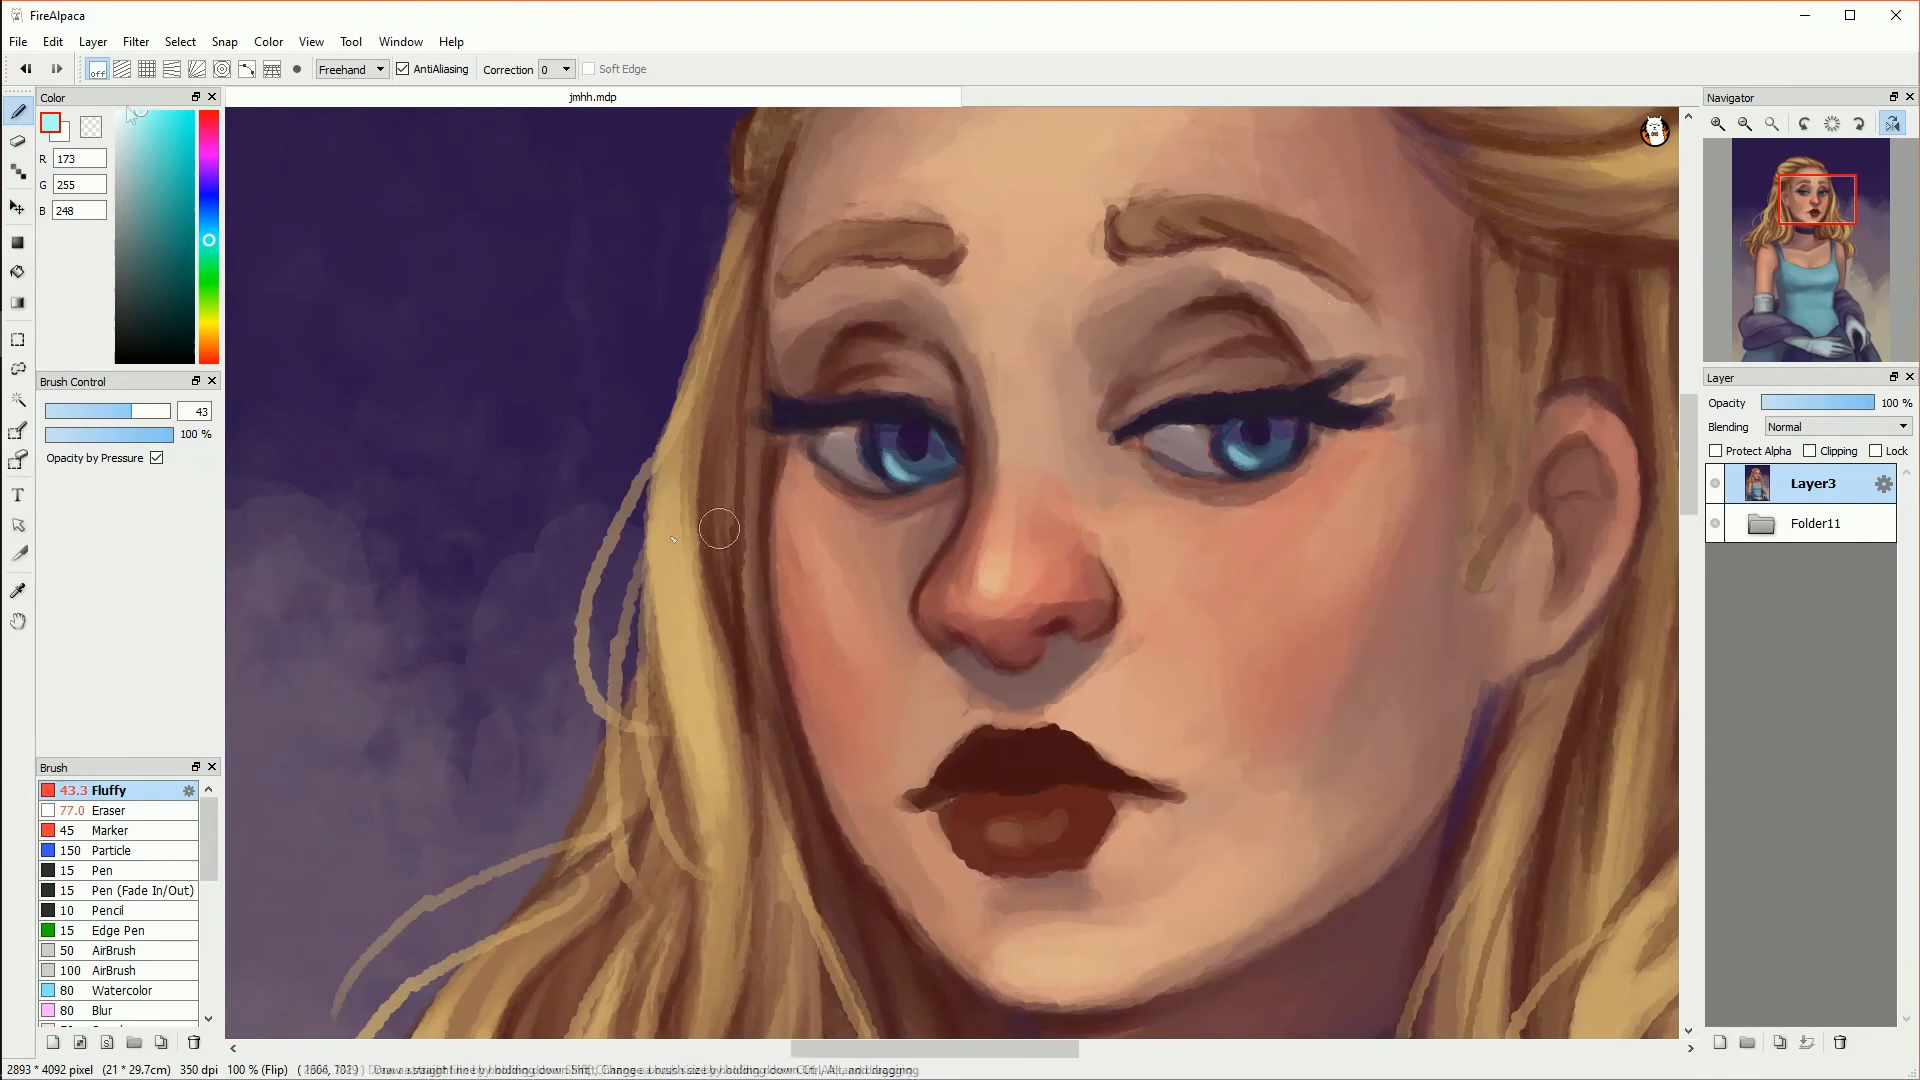 FireAlpaca
File Edit Layer Filter Select Snap Color View Tool Window Help
off Freehand AntiAliasing Correction 0 Soft Edge
Color
jmhh.mdp
Navigator
R 173
G 255
B 248
Brush Control
43
100 %
Opacity by Pressure
Layer
Opacity 100 %
Blending Normal
Protect Alpha Clipping Lock
Layer3
Folder11
Brush
43.3 Fluffy
77.0 Eraser
45 Marker
150 Particle
15 Pen
15 Pen (Fade In/Out)
10 Pencil
15 Edge Pen
50 AirBrush
100 AirBrush
80 Watercolor
80 Blur
2893 * 4092 pixel (21 * 29.7cm) 350 dpi 100 % (Flip)